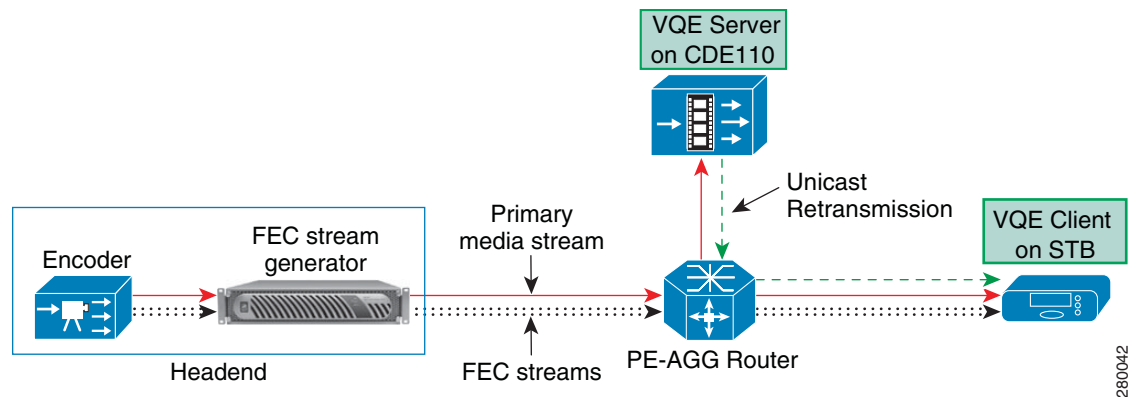 VQE Server
on CDE110
Unicast
Retransmission
VQE Client
on STB
Primary
media stream
FEC stream
generator
Encoder
Headend
FEC streams
PE-AGG Router
280042